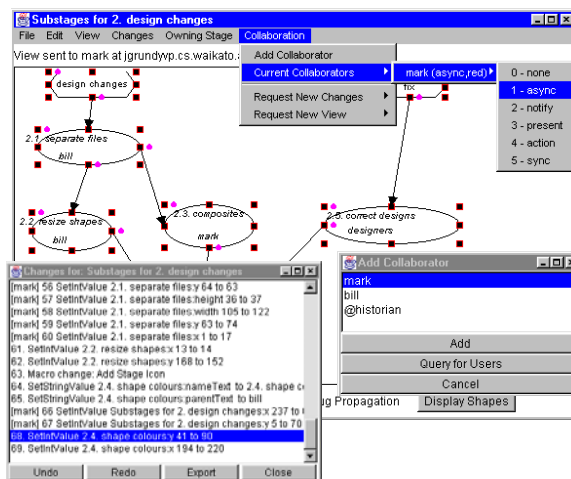 Substages for 2. design changes
File Edit View Changes Owning Stage Collaboration
View sent to mark at jgrundyvp.cs.waikato.a
Add Collaborator
Current Collaborators
Request New Changes
Request New View
mark (async,red)
0 - none
1 - async
2 - notify
3 - present
4 - action
5 - sync
design changes
fix
2.1. separate files
bill
2.2. resize shapes
bill
2.3. composites
mark
2.5. correct designs
designers
Changes for: Substages for 2. design changes
[mark] 56 SetIntValue 2.1. separate files:y 64 to 63
[mark] 57 SetIntValue 2.1. separate files:height 36 to 37
[mark] 58 SetIntValue 2.1. separate files:width 105 to 122
[mark] 59 SetIntValue 2.1. separate files:y 63 to 74
[mark] 60 SetIntValue 2.1. separate files:x 1 to 17
61. SetIntValue 2.2. resize shapes:x 13 to 14
62. SetIntValue 2.2. resize shapes:y 168 to 152
63. Macro change: Add Stage Icon
64. SetStringValue 2.4. shape colours:nameText to 2.4. shape c
65. SetStringValue 2.4. shape colours:parentText to bill
[mark] 66 SetIntValue Substages for 2. design changes:x 237 to
[mark] 67 SetIntValue Substages for 2. design changes:y 5 to 70
68. SetIntValue 2.4. shape colours:y 41 to 90
69. SetIntValue 2.4. shape colours:x 194 to 220
Undo Redo Export Close
Add Collaborator
mark
bill
@historian
Add
Query for Users
Cancel
ug Propagation Display Shapes